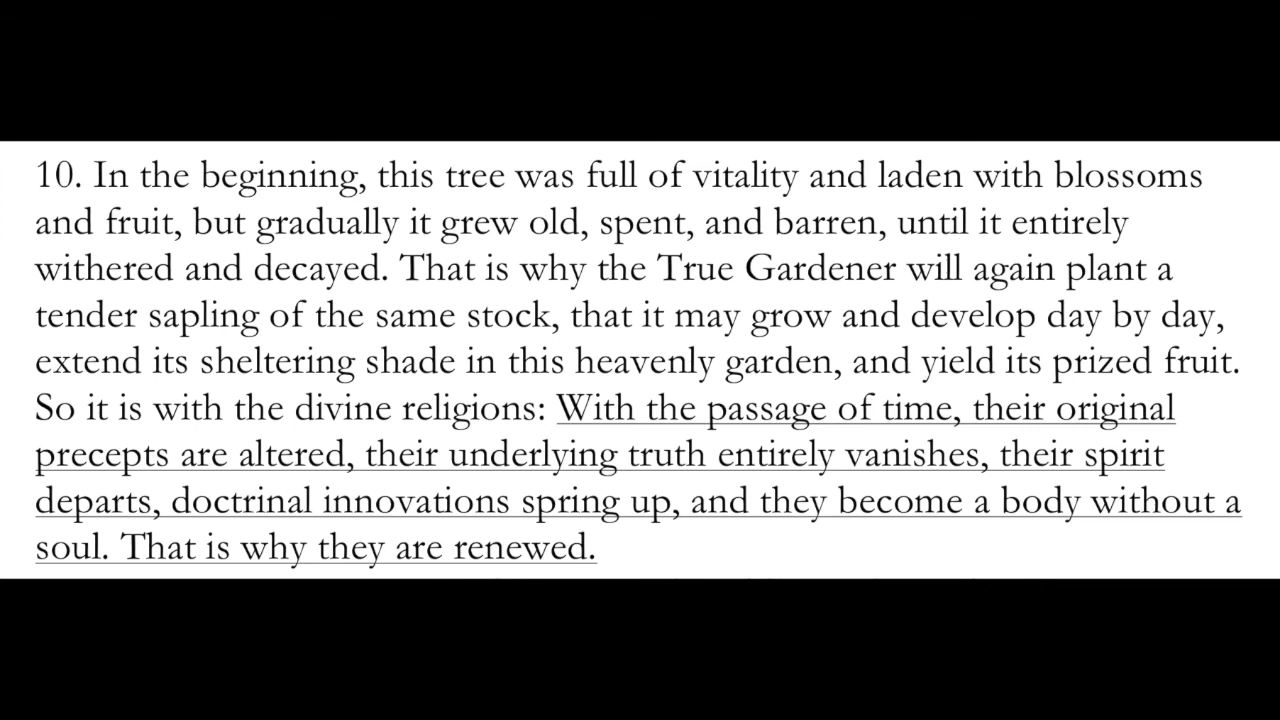 10. In the beginning, this tree was full of vitality and laden with blossoms
and fruit, but gradually it grew old, spent, and barren, until it entirely
withered and decayed. That is why the True Gardener will again plant a
tender sapling of the same stock, that it may grow and develop day by day,
extend its sheltering shade in this heavenly garden, and yield its prized fruit.
So it is with the divine religions: With the passage of time, their original
precepts are altered, their underlying truth entirely vanishes, their spirit
departs, doctrinal innovations spring up, and they become a body without a
soul. That is why they are renewed.